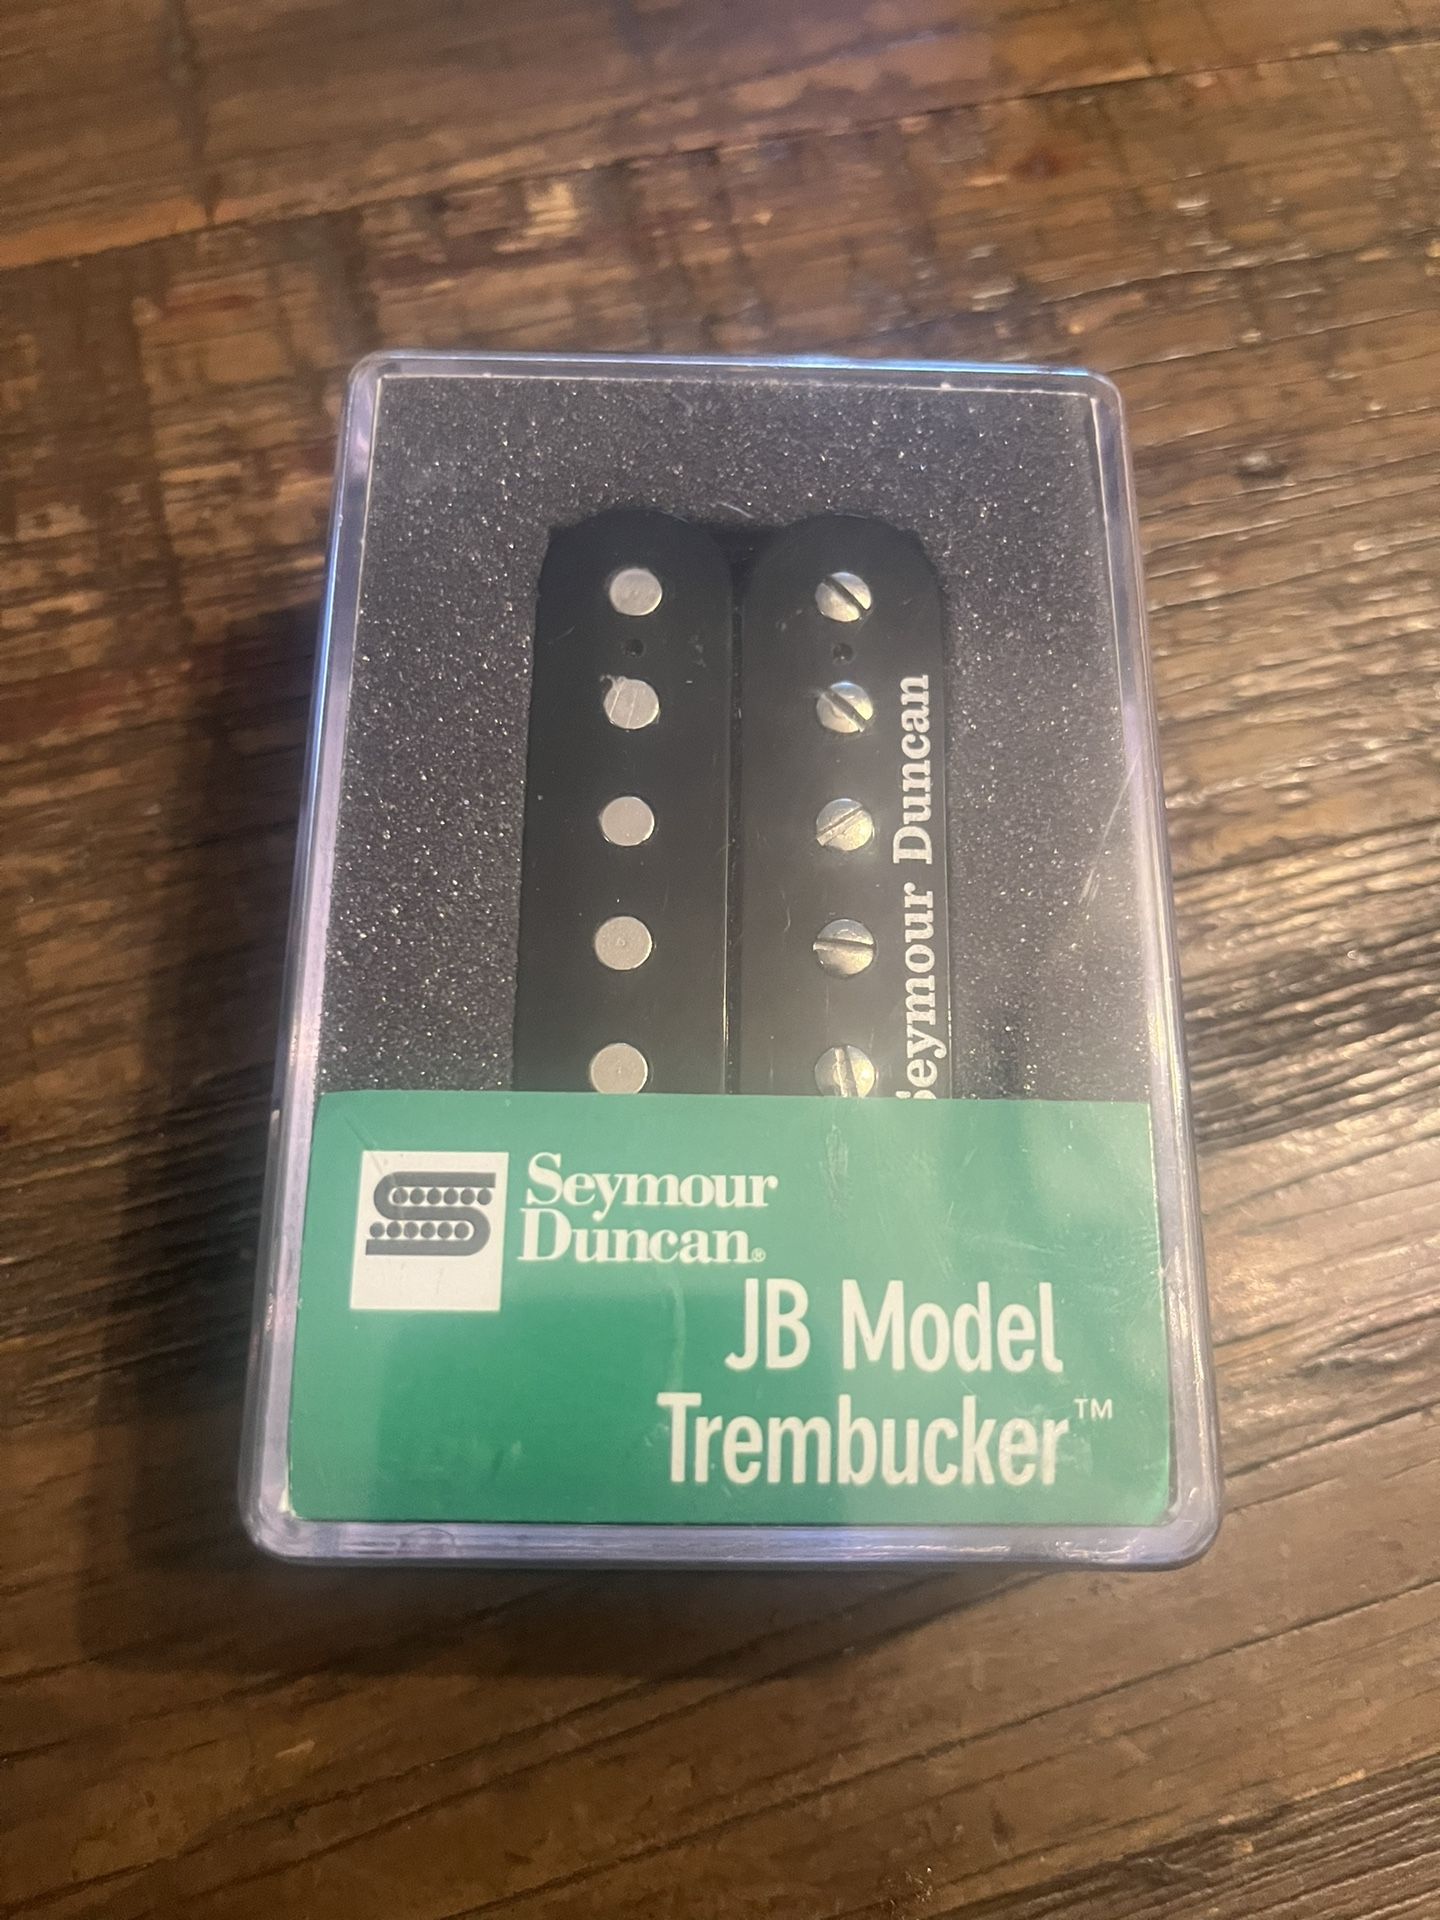 Seymour Duncan
Seymour
Duncan®
JB Model
Trembucker™